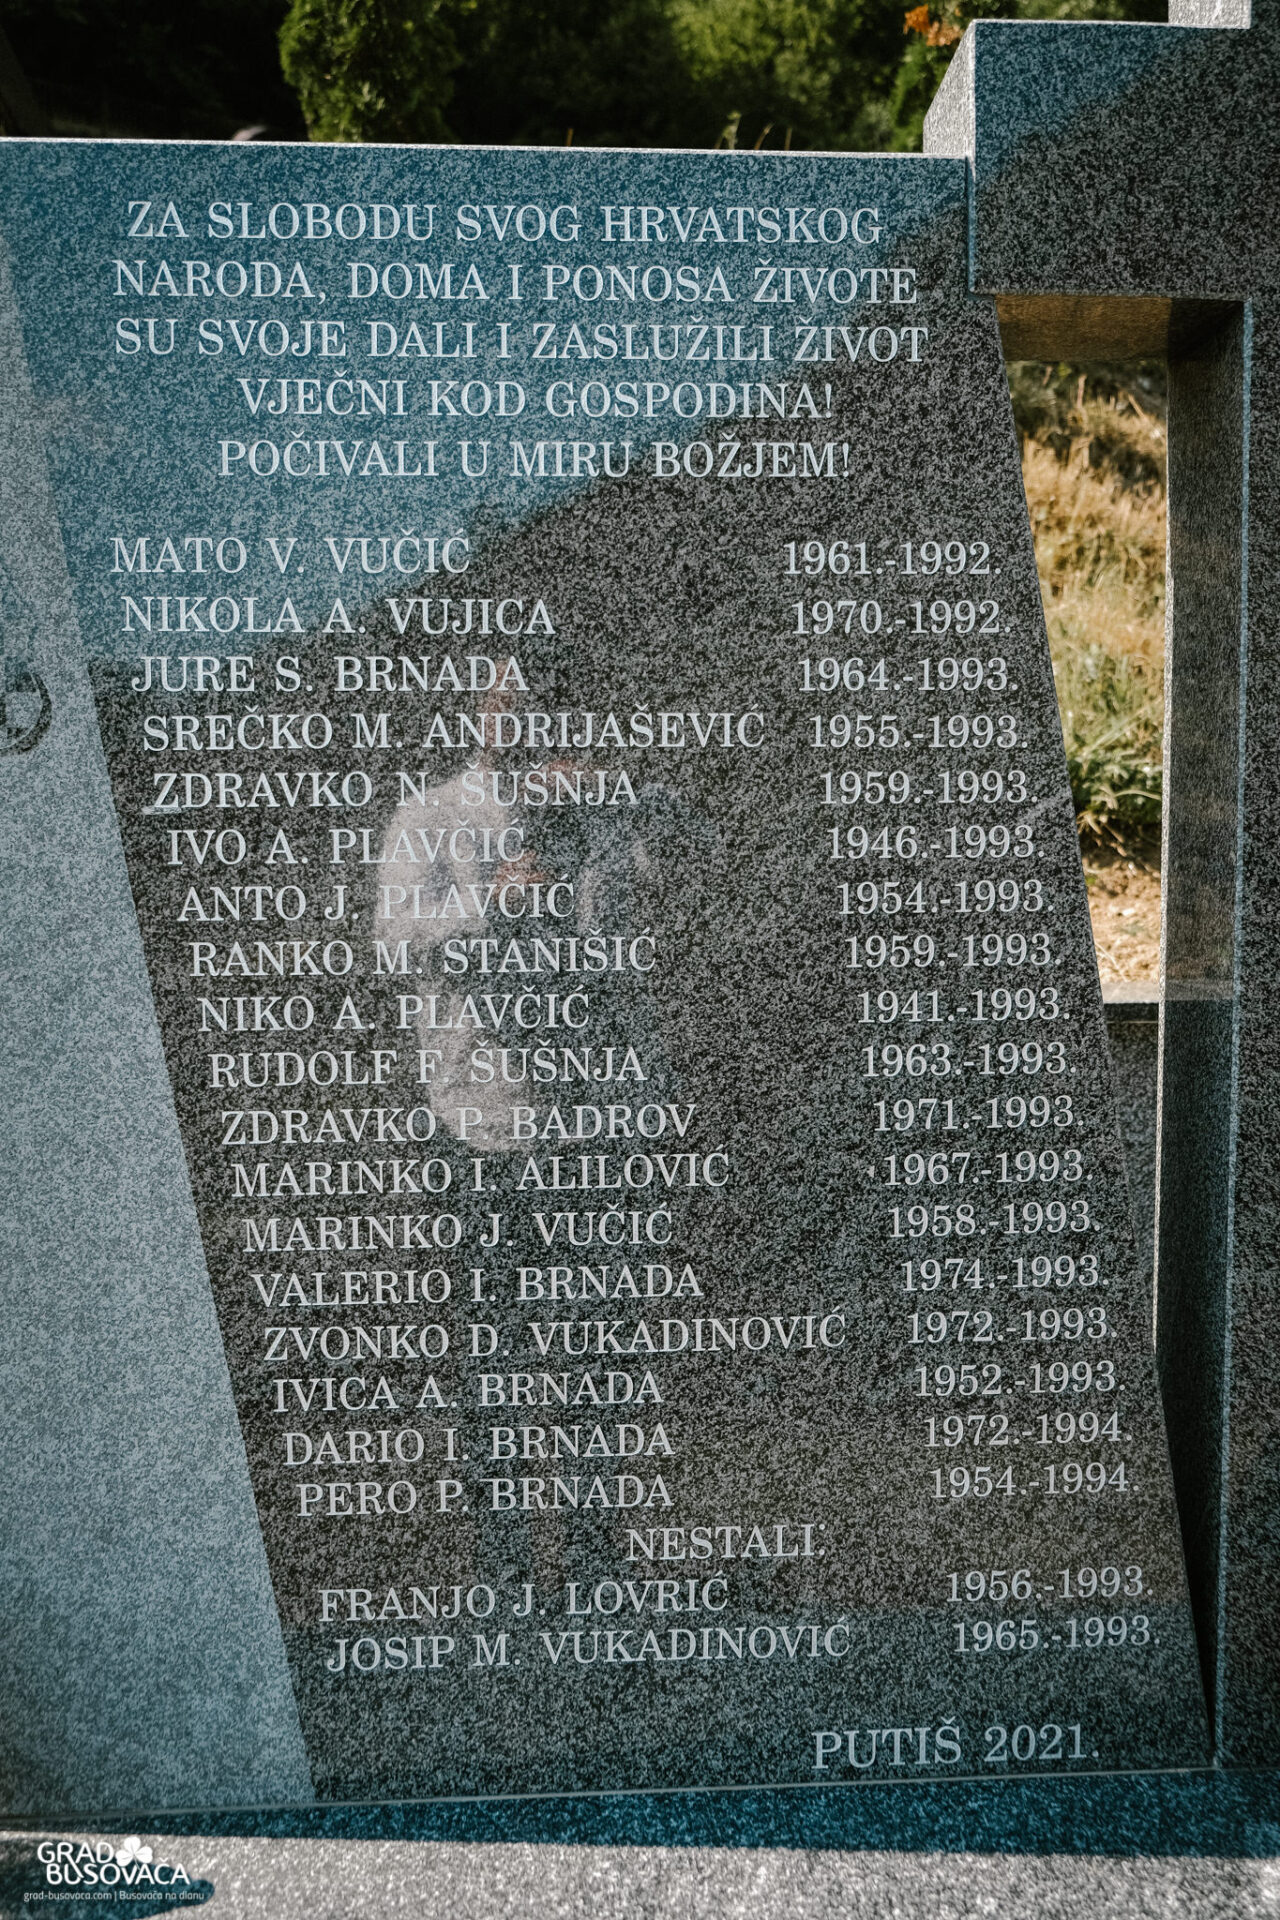 ZA SLOBODU SVOG HRVATSKOG
NARODA, DOMA I PONOSA ŽIVOTE
SU SVOJE DALI I ZASLUŽILI ŽIVOT
VJEČNI KOD GOSPODINA!
POČIVALI U MIRU BOŽJEM!
MATO V. VUČIĆ 1961.-1992.
NIKOLA A. VUJICA 1970.-1992.
JURE S. BRNADA 1964.-1993.
SREČKO M. ANDRIJAŠEVIĆ 1955.-1993.
ZDRAVKO N. ŠUŠNJA 1959.-1993.
IVO A. PLAVČIĆ 1946.-1993.
ANTO J. PLAVČIĆ 1954.-1993.
RANKO M. STANIŠIĆ 1959.-1993.
NIKO A. PLAVČIĆ 1941.-1993.
RUDOLF F. ŠUŠNJA 1963.-1993.
ZDRAVKO P. BADROV 1971.-1993.
MARINKO I. ALILOVIĆ 1967.-1993.
MARINKO J. VUČIĆ 1958.-1993.
VALERIO I. BRNADA 1974.-1993.
ZVONKO D. VUKADINOVIĆ 1972.-1993.
IVICA A. BRNADA 1952.-1993.
DARIO I. BRNADA 1972.-1994.
PERO P. BRNADA 1954.-1994.
NESTALI:
FRANJO J. LOVRIĆ 1956.-1993.
JOSIP M. VUKADINOVIĆ 1965.-1993.
PUTIŠ 2021.
GRAD
BUSOVAČA
grad-busovaca.com | Busovača na dlanu